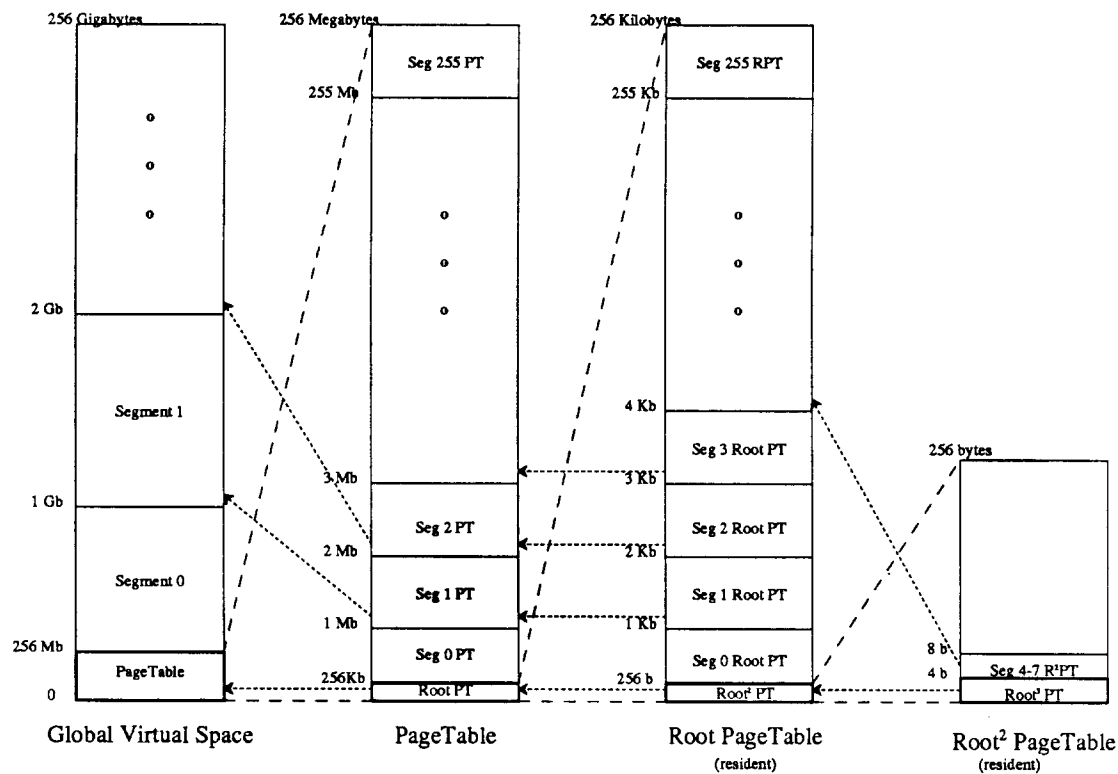 256 Gigabytes
2 Gb
Segment 1
1 Gb
Segment 0
256 Mb
PageTable
0
Global Virtual Space
256 Megabytes
Seg 255 PT
255 Mb
3 Mb
Seg 2 PT
2 Mb
Seg 1 PT
1 Mb
Seg 0 PT
256Kb
Root PT
PageTable
256 Kilobytes
Seg 255 RPT
255 Kb
4 Kb
Seg 3 Root PT
3 Kb
Seg 2 Root PT
2 Kb
Seg 1 Root PT
1 Kb
Seg 0 Root PT
256 b
Root² PT
Root PageTable
(resident)
256 bytes
8 b
Seg 4-7 R²PT
4 b
Root³ PT
Root² PageTable
(resident)